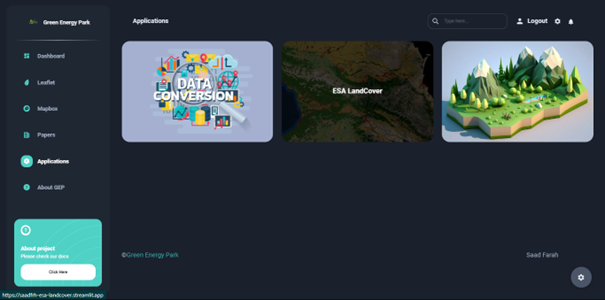 Green Energy Park
Applications
Type here...
Logout
Dashboard
Leaflet
Mapbox
Papers
Applications
About GEP
DATA
CONVERSION
ESA LandCover
About project
Please check our docs
Click Here
©Green Energy Park
Saad Farah
https://saadfrh-esa-landcover.streamlit.app